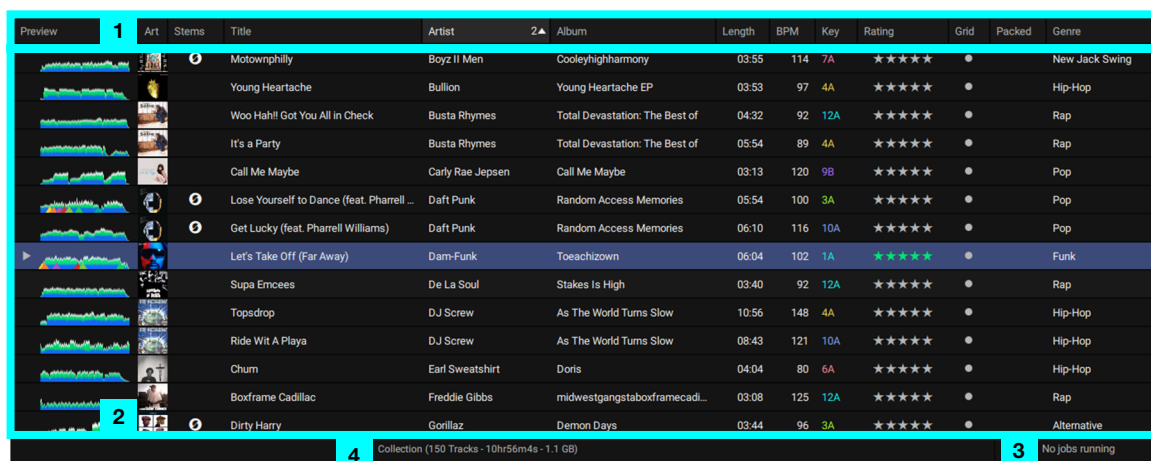 Preview 1 Art Stems Title Artist 2▲ Album Length BPM Key Rating Grid Packed Genre
Motownphilly Boyz II Men Cooleyhighharmony 03:55 114 7A ★★★★★ New Jack Swing
Young Heartache Bullion Young Heartache EP 03:53 97 4A ★★★★★ Hip-Hop
Woo Hah!! Got You All in Check Busta Rhymes Total Devastation: The Best of 04:32 92 12A ★★★★★ Rap
It's a Party Busta Rhymes Total Devastation: The Best of 05:54 89 4A ★★★★★ Rap
Call Me Maybe Carly Rae Jepsen Call Me Maybe 03:13 120 9B ★★★★★ Pop
Lose Yourself to Dance (feat. Pharrell ... Daft Punk Random Access Memories 05:54 100 3A ★★★★★ Pop
Get Lucky (feat. Pharrell Williams) Daft Punk Random Access Memories 06:10 116 10A ★★★★★ Pop
Let's Take Off (Far Away) Dam-Funk Toeachizown 06:04 102 1A ★★★★★ Funk
Supa Emcees De La Soul Stakes Is High 03:40 92 12A ★★★★★ Rap
Topsdrop DJ Screw As The World Turns Slow 10:56 148 4A ★★★★★ Hip-Hop
Ride Wit A Playa DJ Screw As The World Turns Slow 08:43 121 10A ★★★★★ Hip-Hop
Chum Earl Sweatshirt Doris 04:04 80 6A ★★★★★ Hip-Hop
Boxframe Cadillac Freddie Gibbs midwestgangstaboxframecadi... 03:08 125 12A ★★★★★ Rap
2 Dirty Harry Gorillaz Demon Days 03:44 96 3A ★★★★★ Alternative
4 Collection (150 Tracks - 10hr56m4s - 1.1 GB) 3 No jobs running